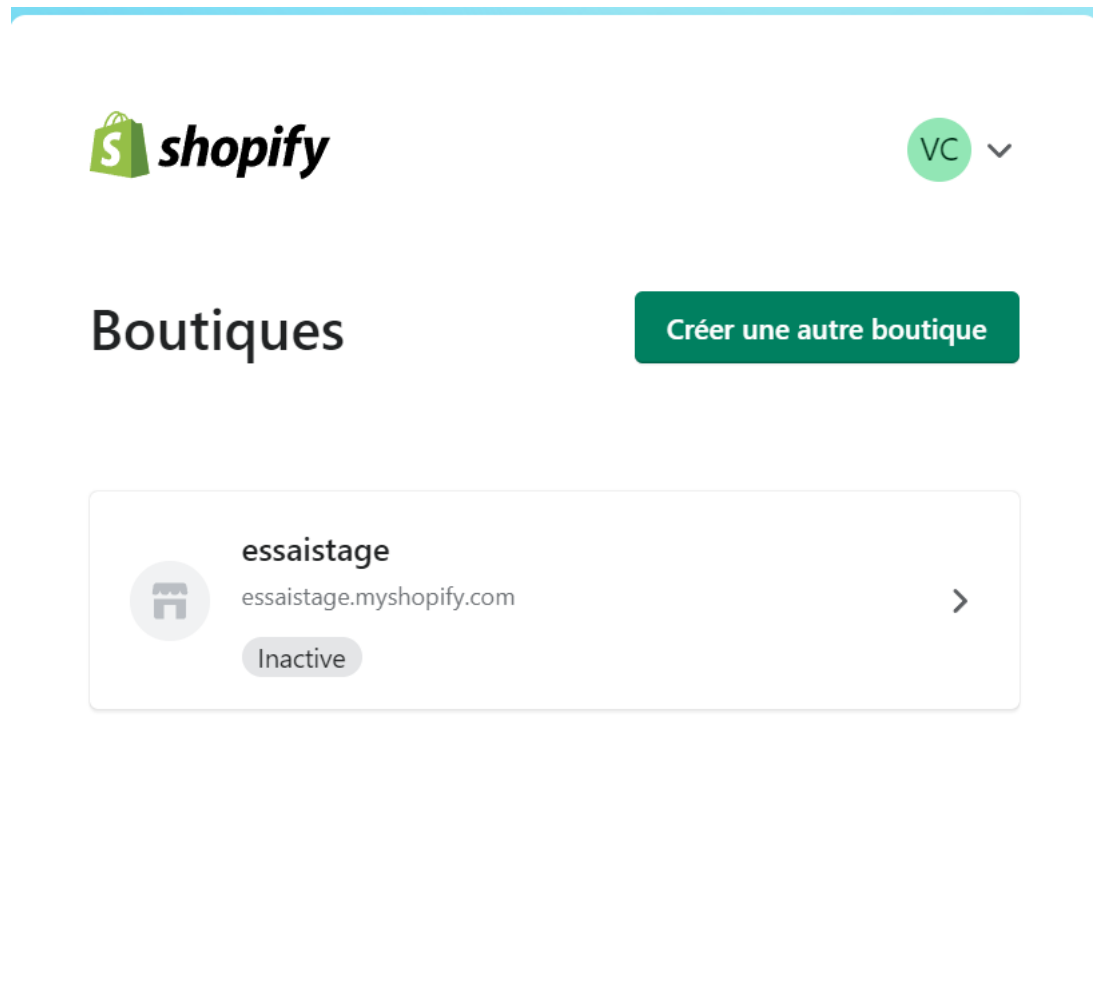 shopify
VC
Boutiques
Créer une autre boutique
essaistage
essaistage.myshopify.com
Inactive